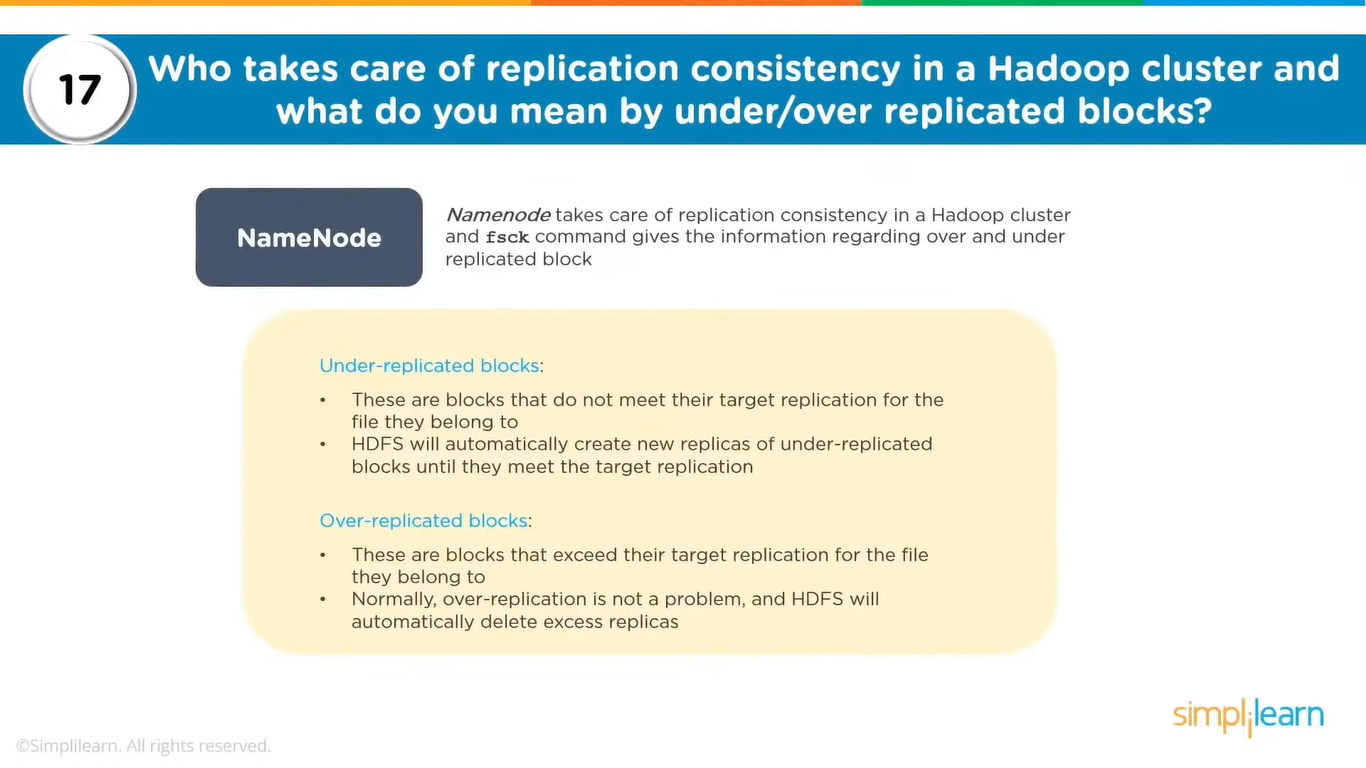 17
Who takes care of replication consistency in a Hadoop cluster and
what do you mean by under/over replicated blocks?
NameNode
Namenode takes care of replication consistency in a Hadoop cluster
and fsck command gives the information regarding over and under
replicated block
Under-replicated blocks:
• These are blocks that do not meet their target replication for the
file they belong to
• HDFS will automatically create new replicas of under-replicated
blocks until they meet the target replication
Over-replicated blocks:
• These are blocks that exceed their target replication for the file
they belong to
• Normally, over-replication is not a problem, and HDFS will
automatically delete excess replicas
simplilearn
©Simplilearn. All rights reserved.